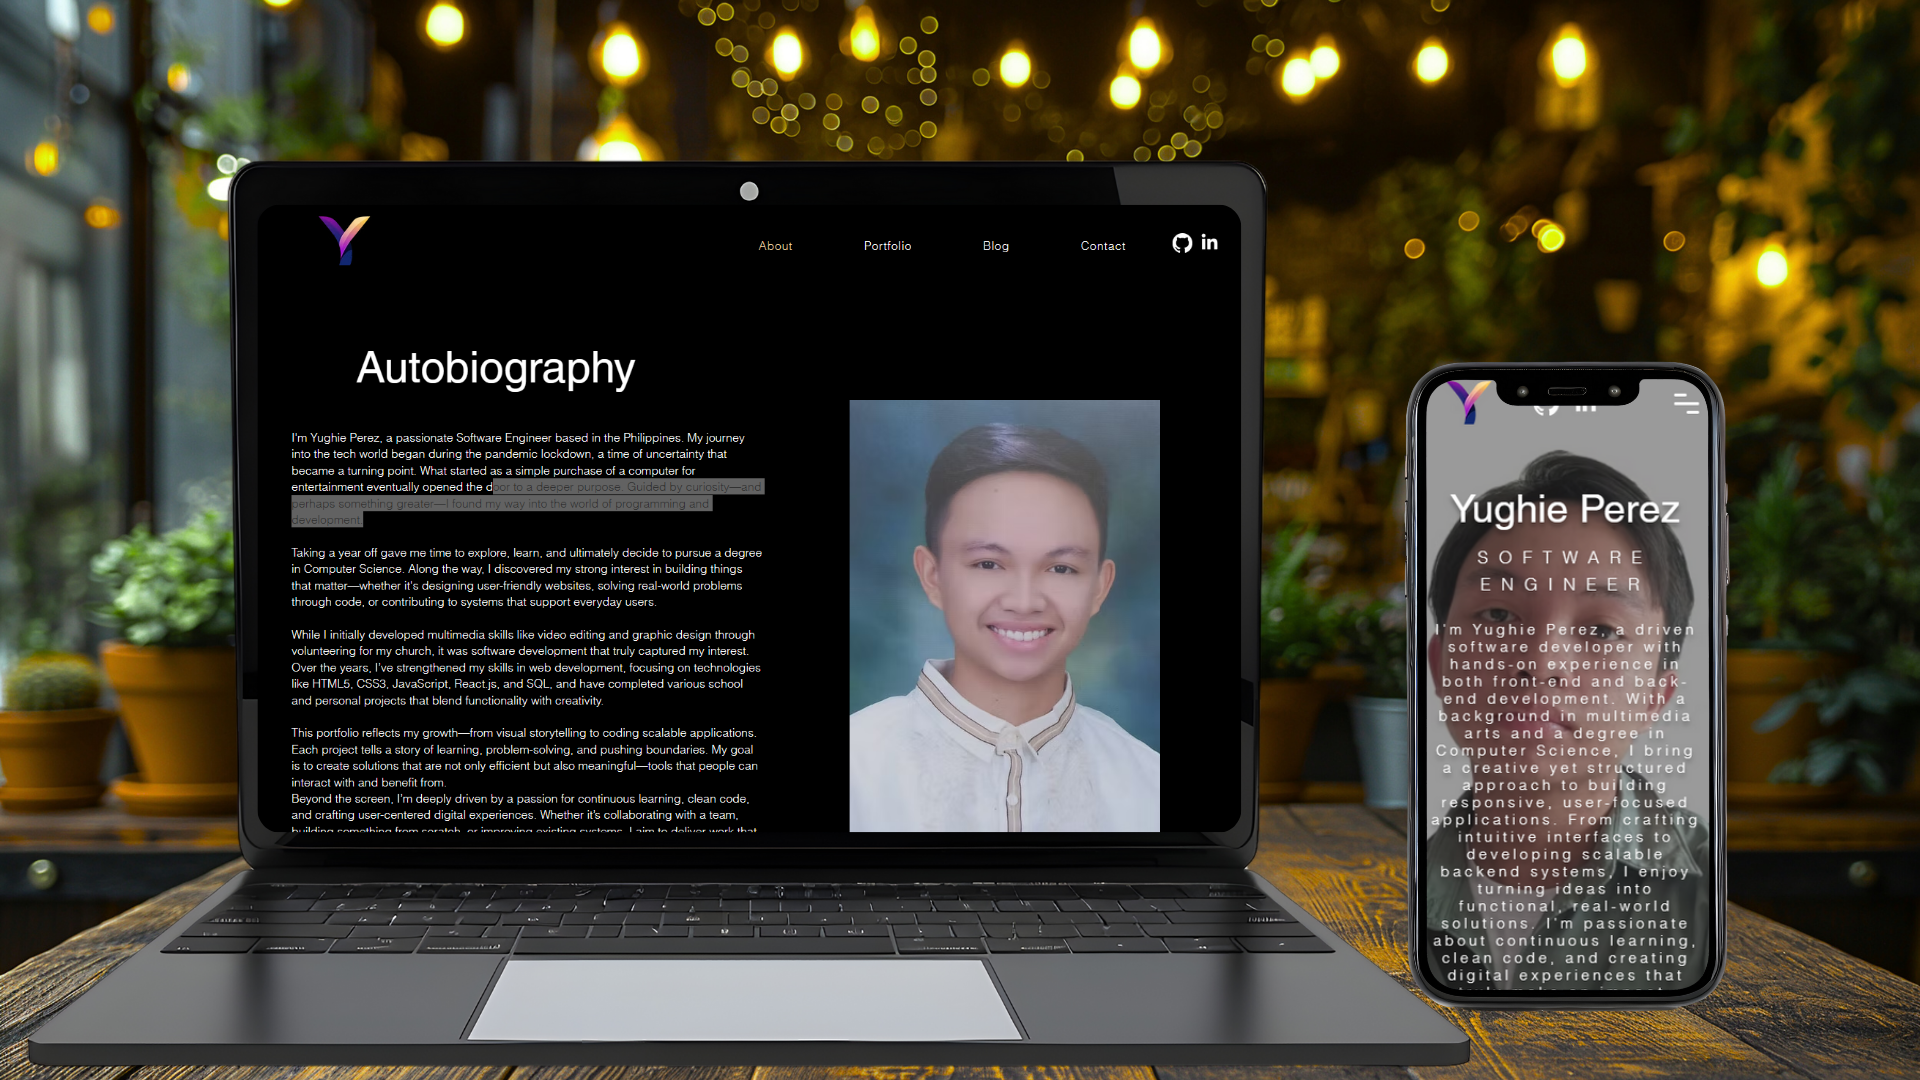 About
Portfolio
Blog
Contact
in
Autobiography
I'm Yughie Perez, a passionate Software Engineer based in the Philippines. My journey
into the tech world began during the pandemic lockdown, a time of uncertainty that
became a turning point. What started as a simple purchase of a computer for
entertainment eventually opened the door to a deeper purpose. Guided by curiosity—and
perhaps something greater—I found my way into the world of programming and
development.
Taking a year off gave me time to explore, learn, and ultimately decide to pursue a degree
in Computer Science. Along the way, I discovered my strong interest in building things
that matter—whether it's designing user-friendly websites, solving real-world problems
through code, or contributing to systems that support everyday users.
While I initially developed multimedia skills like video editing and graphic design through
volunteering for my church, it was software development that truly captured my interest.
Over the years, I've strengthened my skills in web development, focusing on technologies
like HTML5, CSS3, JavaScript, React.js, and SQL, and have completed various school
and personal projects that blend functionality with creativity.
This portfolio reflects my growth—from visual storytelling to coding scalable applications.
Each project tells a story of learning, problem-solving, and pushing boundaries. My goal
is to create solutions that are not only efficient but also meaningful—tools that people can
interact with and benefit from.
Beyond the screen, I'm deeply driven by a passion for continuous learning, clean code,
and crafting user-centered digital experiences. Whether it's collaborating with a team,
building something from scratch, or improving existing systems, I aim to deliver work that
Yughie Perez
SOFTWARE
ENGINEER
I'm Yughie Perez, a driven
software developer with
hands-on experience in
both front-end and back-
end development. With a
background in multimedia
arts and a degree in
Computer Science, I bring
a creative yet structured
approach to building
responsive, user-focused
applications. From crafting
intuitive interfaces to
developing scalable
backend systems, I enjoy
turning ideas into
functional, real-world
solutions. I'm passionate
about continuous learning,
clean code, and creating
digital experiences that